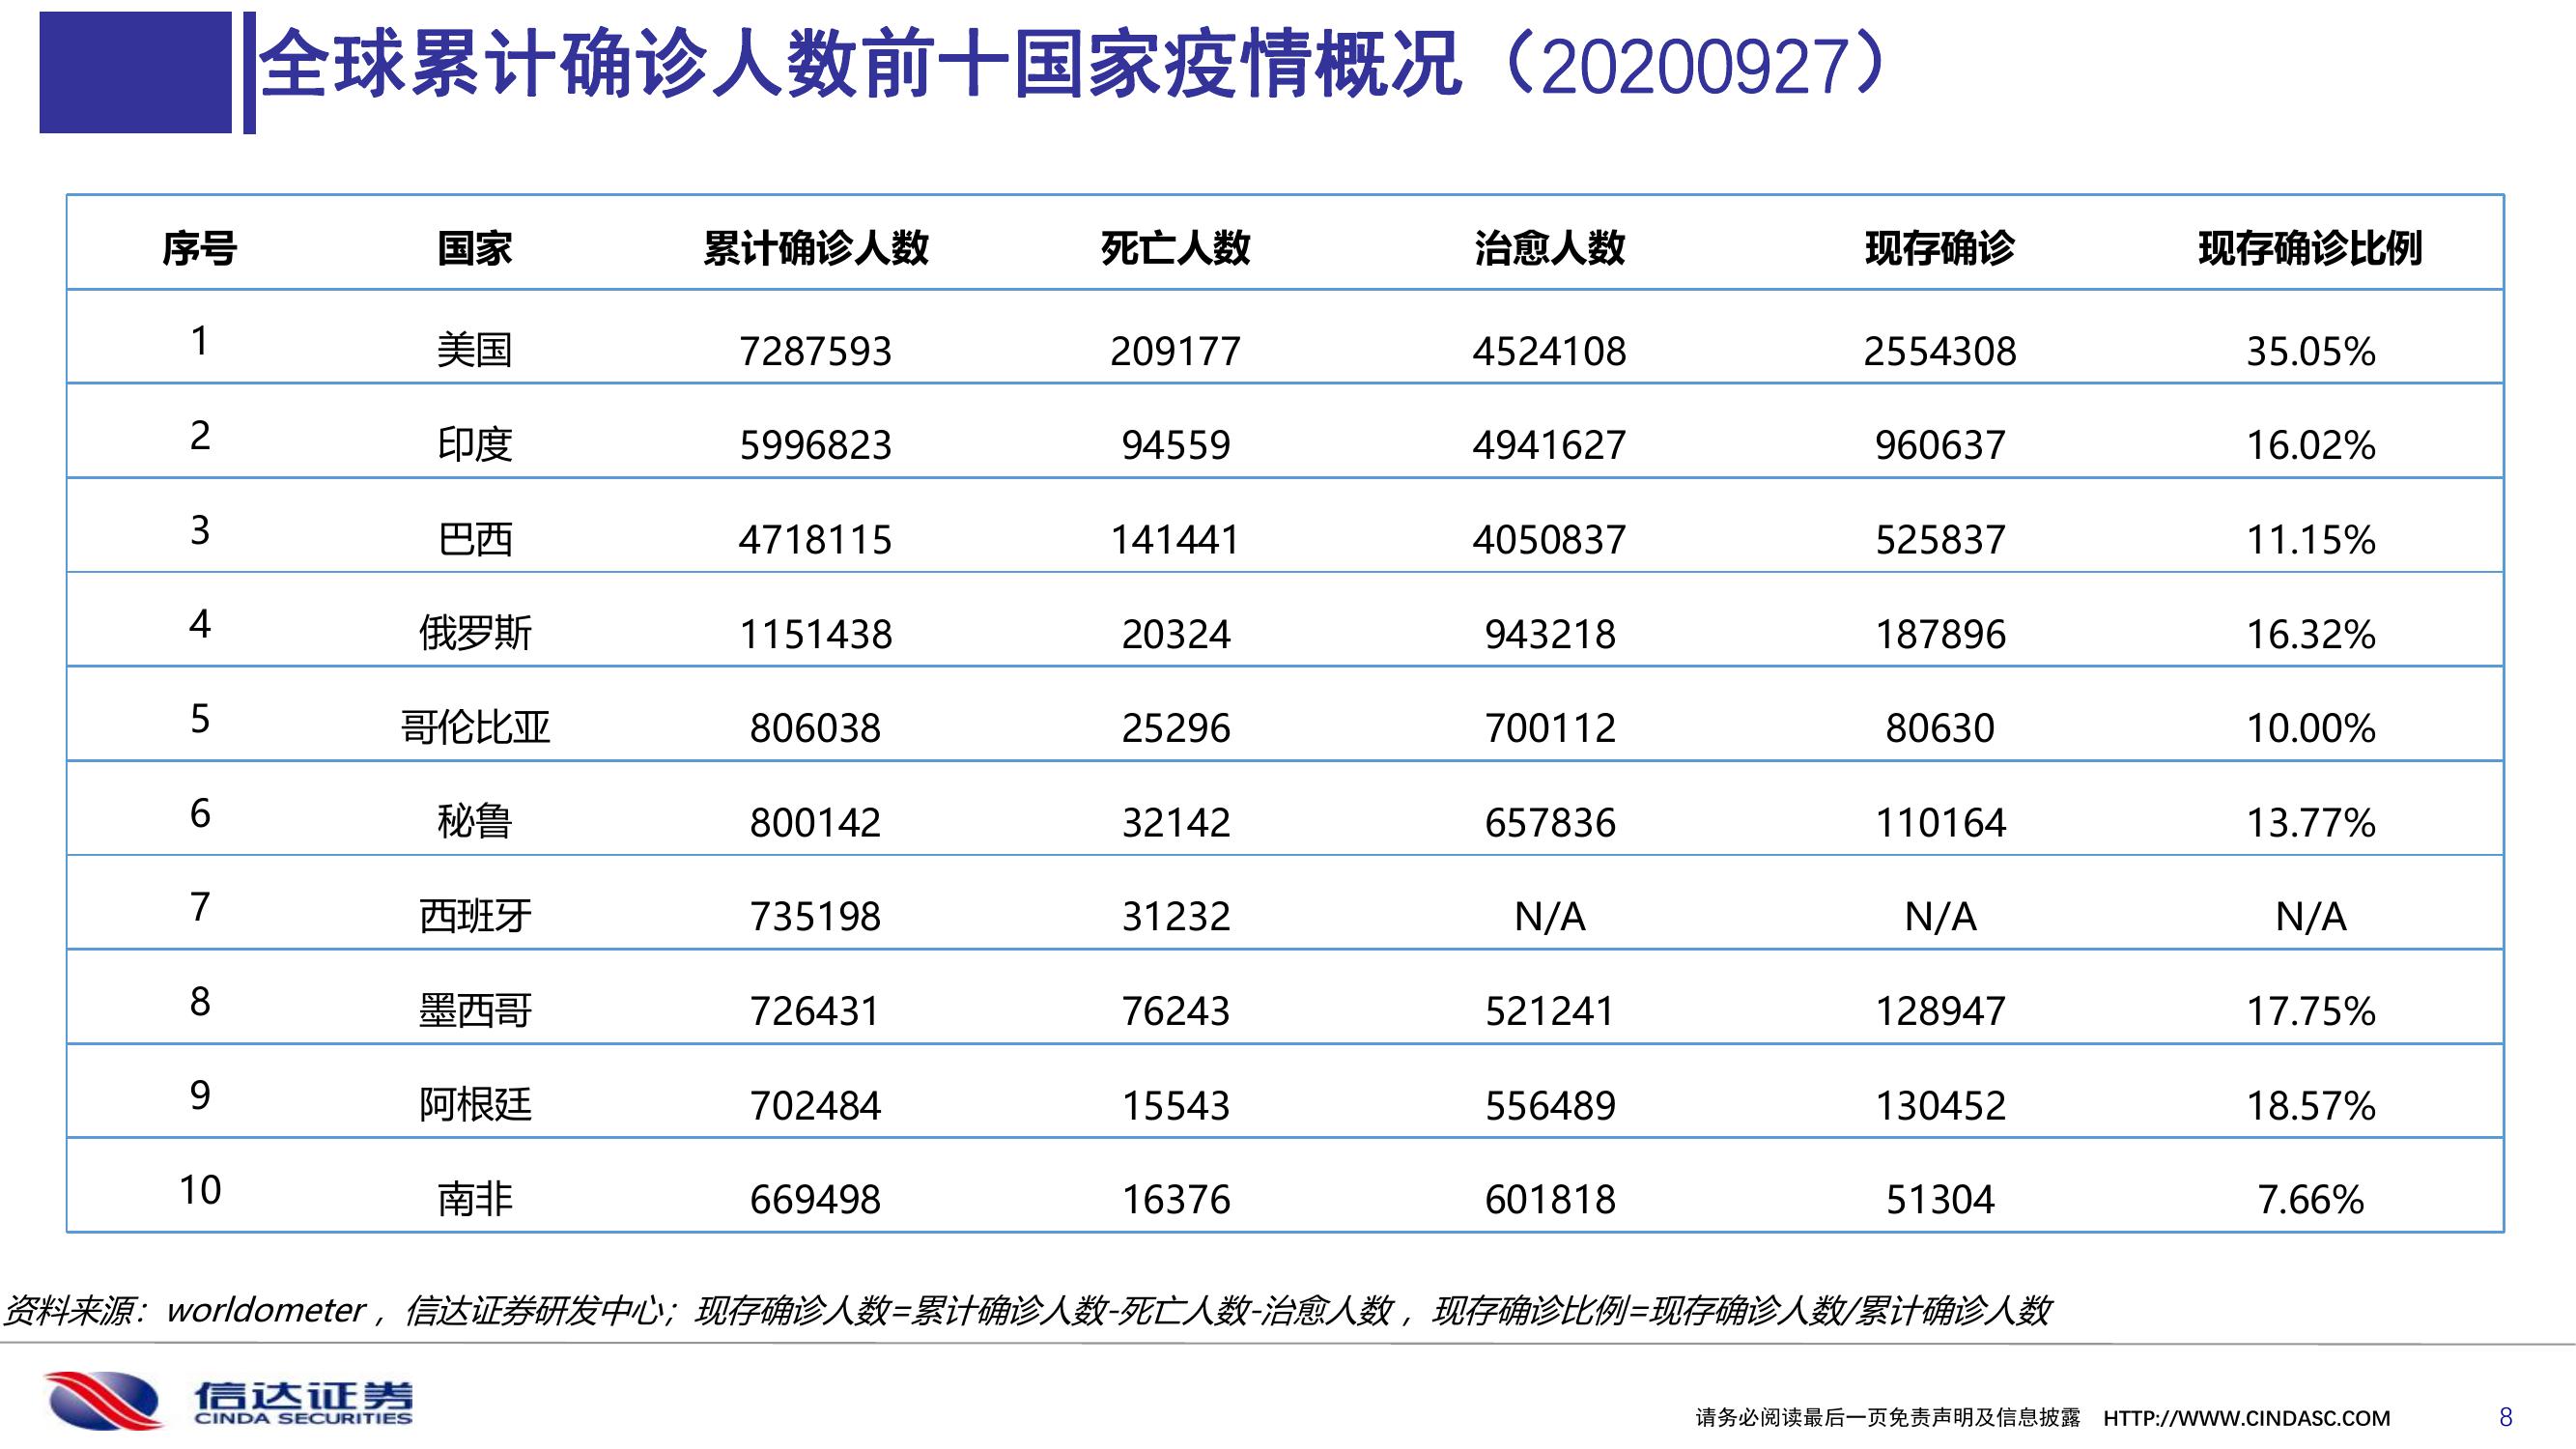 全球累计确诊人数前十国家疫情概况（20200927）
序号 国家 累计确诊人数 死亡人数 治愈人数 现存确诊 现存确诊比例
1 美国 7287593 209177 4524108 2554308 35.05%
2 印度 5996823 94559 4941627 960637 16.02%
3 巴西 4718115 141441 4050837 525837 11.15%
4 俄罗斯 1151438 20324 943218 187896 16.32%
5 哥伦比亚 806038 25296 700112 80630 10.00%
6 秘鲁 800142 32142 657836 110164 13.77%
7 西班牙 735198 31232 N/A N/A N/A
8 墨西哥 726431 76243 521241 128947 17.75%
9 阿根廷 702484 15543 556489 130452 18.57%
10 南非 669498 16376 601818 51304 7.66%
资料来源：worldometer，信达证券研发中心；现存确诊人数=累计确诊人数-死亡人数-治愈人数，现存确诊比例=现存确诊人数/累计确诊人数
信达证券
CINDA SECURITIES
请务必阅读最后一页免责声明及信息披露 HTTP://WWW.CINDASC.COM 8